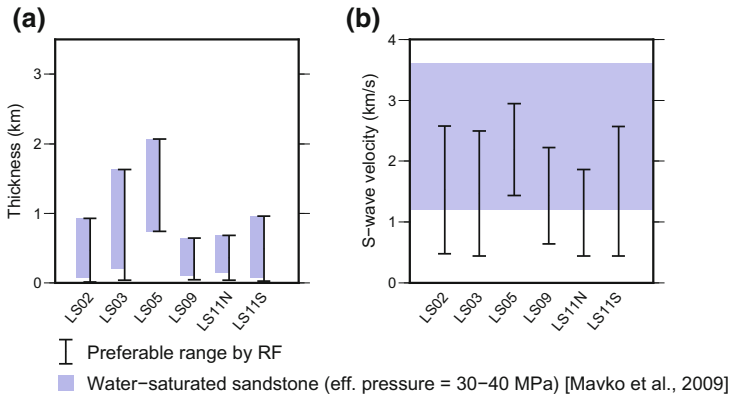 (a)
Thickness (km)
3
2
1
0
LS02 LS03 LS05 LS09 LS11N LS11S
(b)
S−wave velocity (km/s)
4
3
2
1
0
LS02 LS03 LS05 LS09 LS11N LS11S
Preferable range by RF
Water−saturated sandstone (eff. pressure = 30−40 MPa) [Mavko et al., 2009]